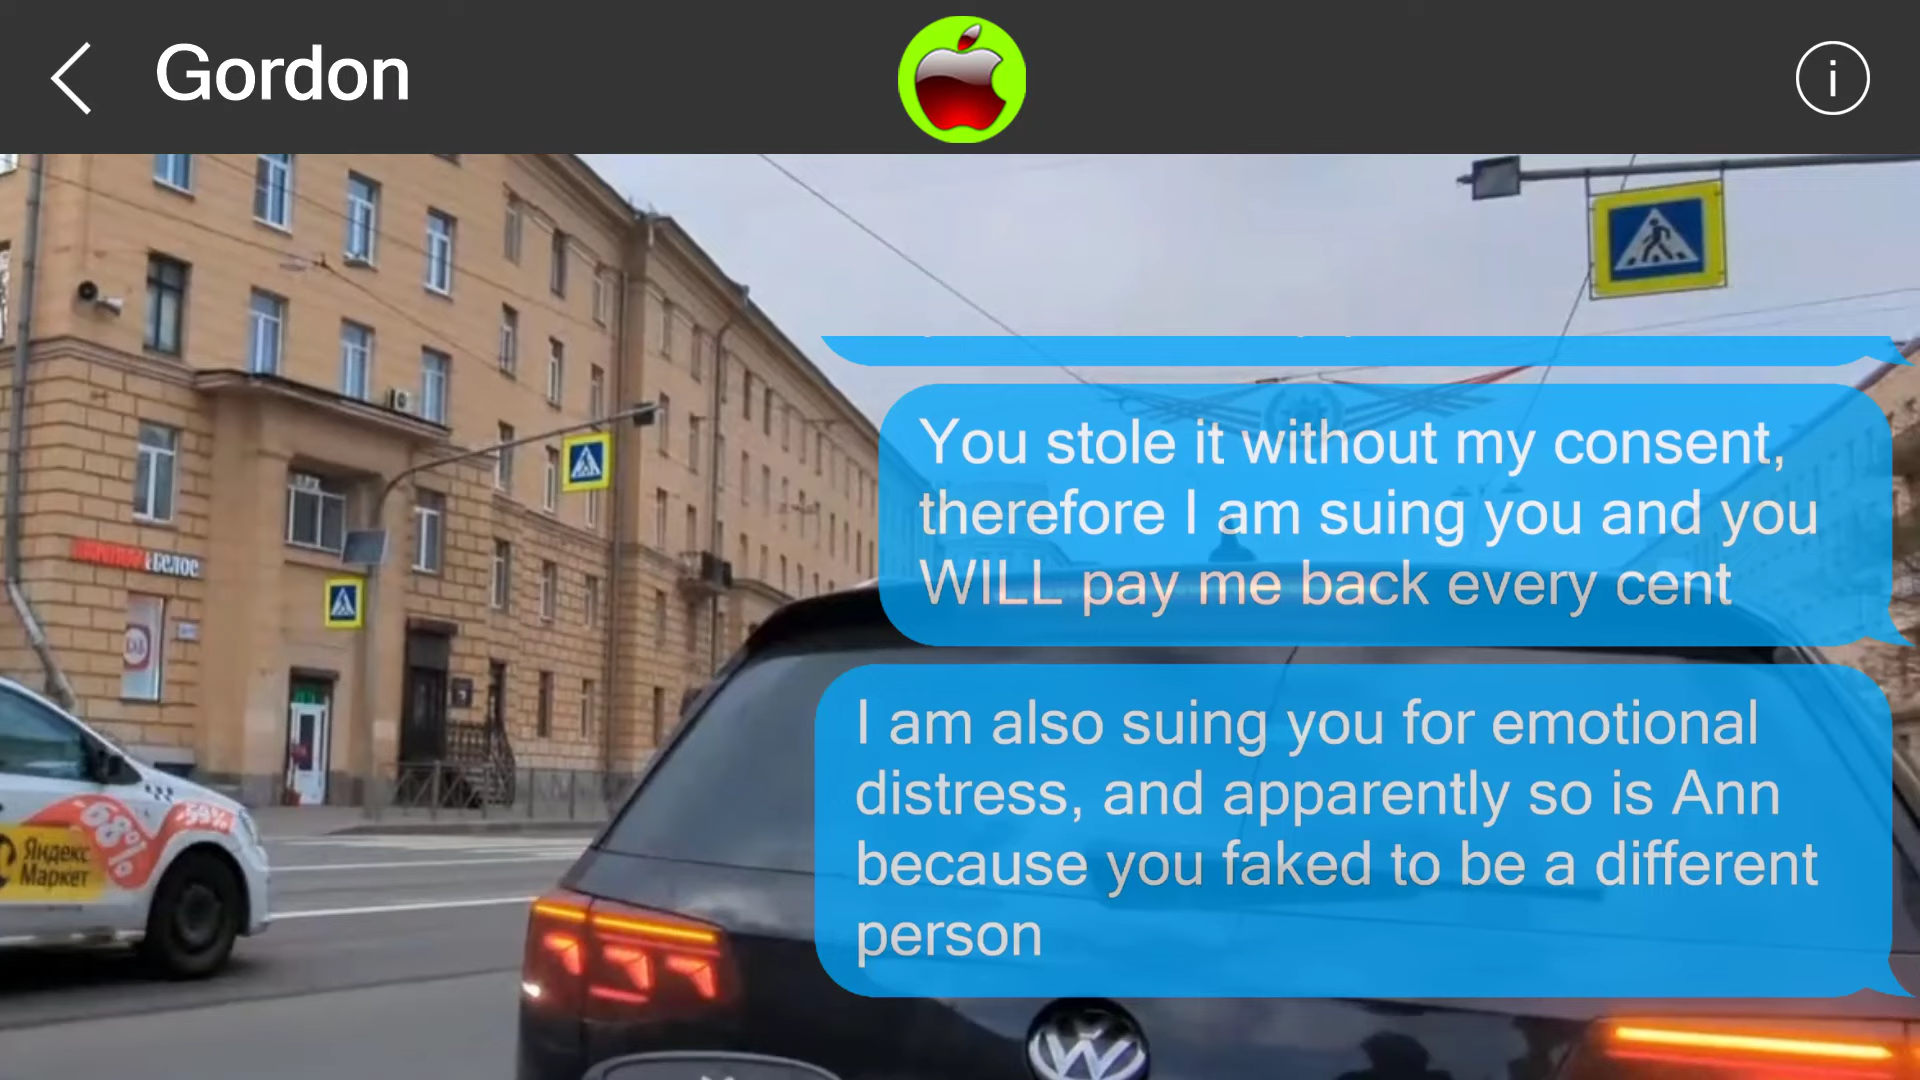 Gordon
You stole it without my consent,
therefore I am suing you and you
WILL pay me back every cent
I am also suing you for emotional
distress, and apparently so is Ann
because you faked to be a different
person
-68%
-59%
Яндекс
Маркет